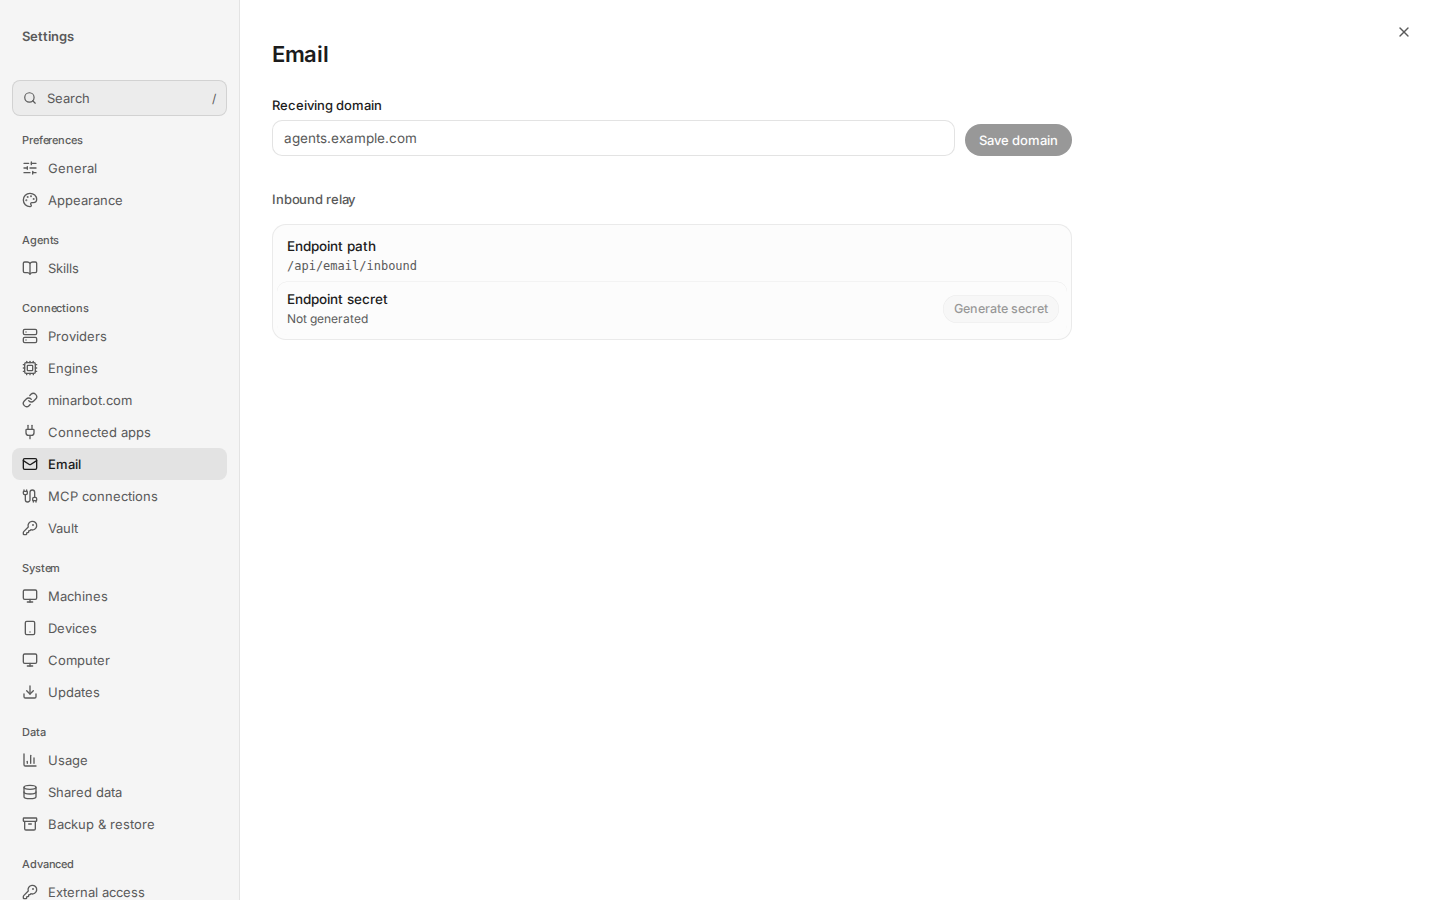 Settings
Search /
Preferences
General
Appearance
Agents
Skills
Connections
Providers
Engines
minarbot.com
Connected apps
Email
MCP connections
Vault
System
Machines
Devices
Computer
Updates
Data
Usage
Shared data
Backup & restore
Advanced
External access
Email
Receiving domain
agents.example.com
Save domain
Inbound relay
Endpoint path
/api/email/inbound
Endpoint secret
Not generated
Generate secret